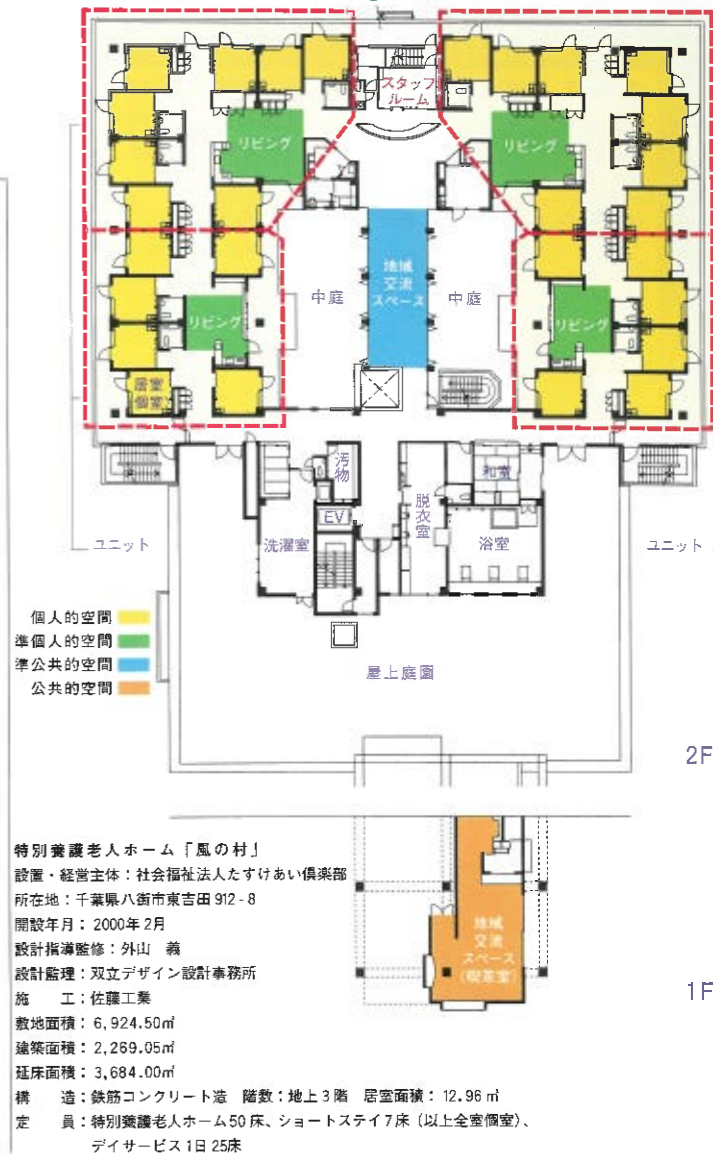 スタッフ
ルーム
リビング
リビング
中庭
地域
交流
スペース
中庭
リビング
リビング
居室
個室
汚物
和室
EV
脱衣室
洗濯室
浴室
ユニット
ユニット
個人的空間
準個人的空間
準公共的空間
公共的空間
屋上庭園
2F
特別養護老人ホーム「風の村」
設置・経営主体：社会福祉法人たすけあい倶楽部
所在地：千葉県八街市東吉田 912 - 8
開設年月：2000年 2月
設計指導監修：外山　義
設計監理：双立デザイン設計事務所
施　工：佐藤工業
敷地面積：6,924.50㎡
建築面積：2,269.05㎡
延床面積：3,684.00㎡
構　造：鉄筋コンクリート造　階数：地上 3 階　居室面積：12.96 ㎡
定　員：特別養護老人ホーム50 床、ショートステイ 7 床（以上全室個室）、
デイサービス 1日 25床
地域
交流
スペース
(喫茶室)
1F